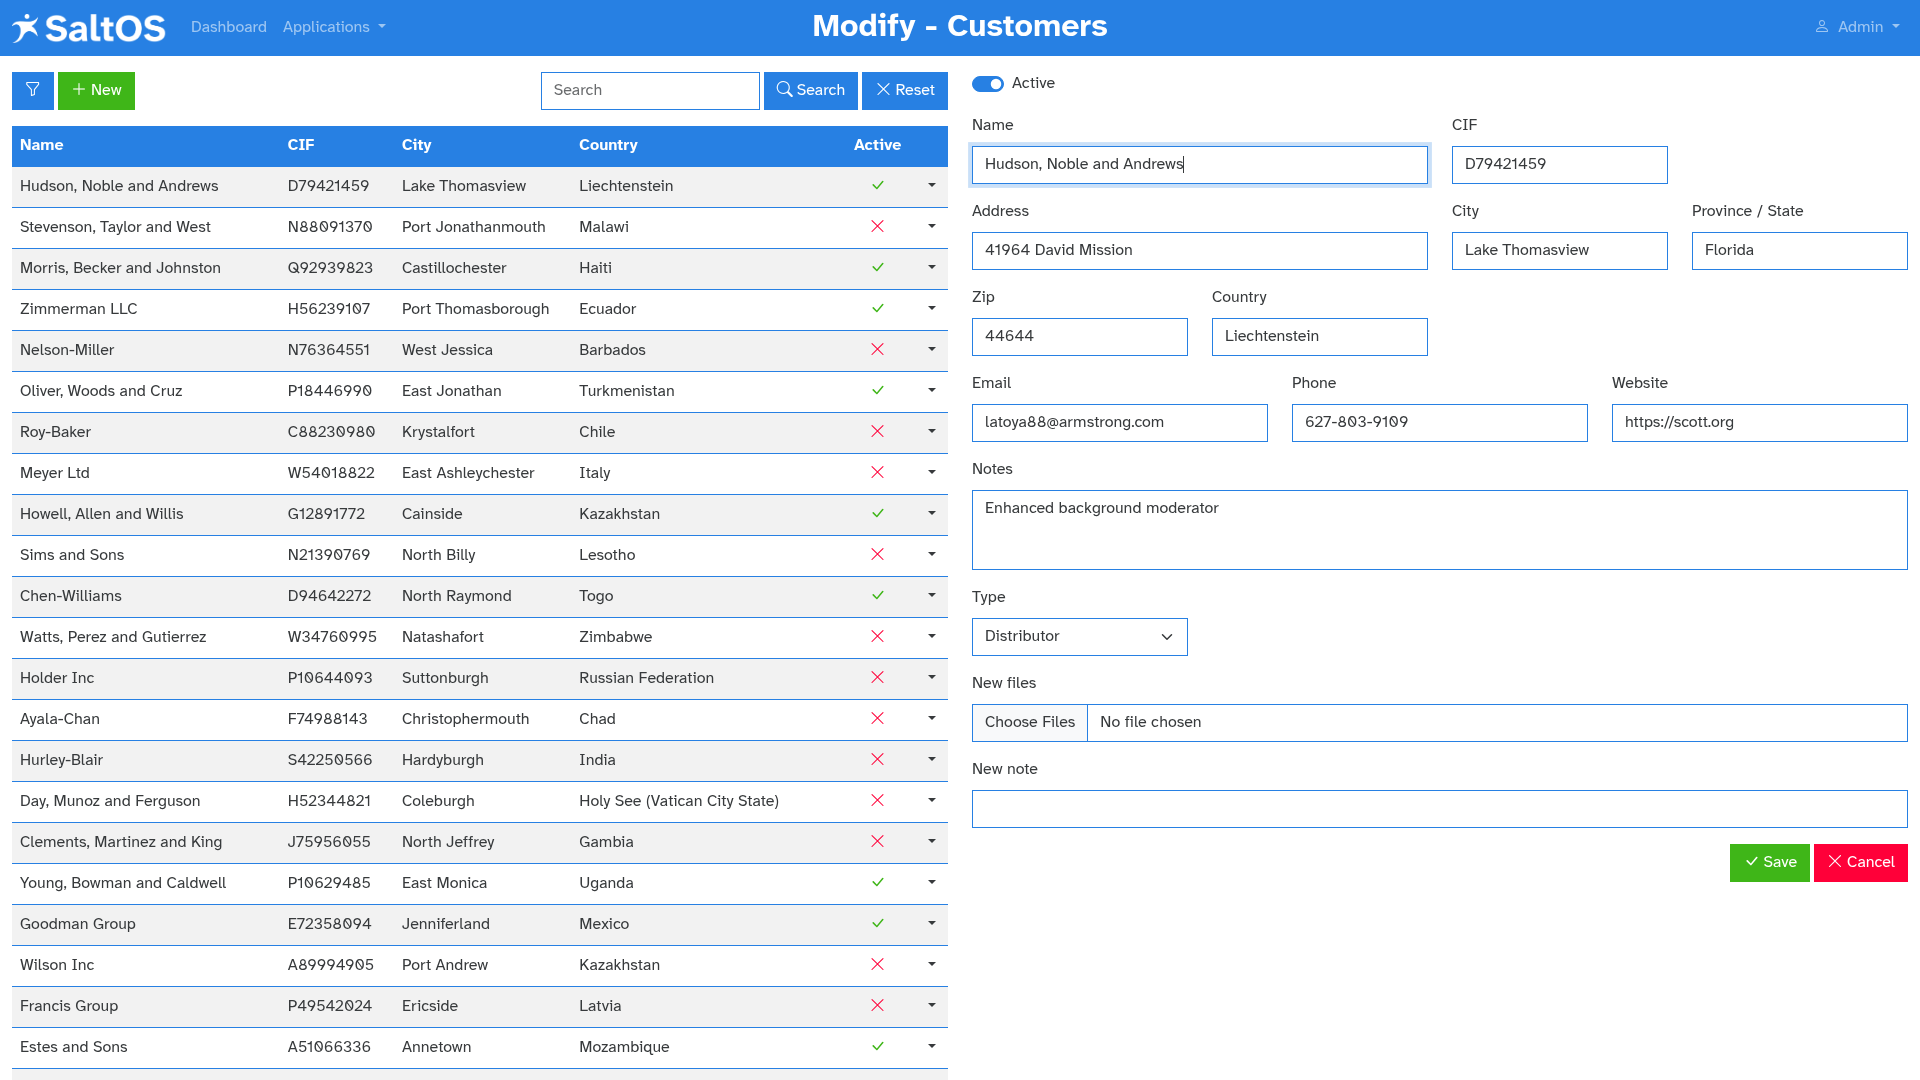 SaltOS Dashboard Applications Modify - Customers Admin
New Search Search Reset
Name CIF City Country Active
Hudson, Noble and Andrews D79421459 Lake Thomasview Liechtenstein
Stevenson, Taylor and West N88091370 Port Jonathanmouth Malawi
Morris, Becker and Johnston Q92939823 Castillochester Haiti
Zimmerman LLC H56239107 Port Thomasborough Ecuador
Nelson-Miller N76364551 West Jessica Barbados
Oliver, Woods and Cruz P18446990 East Jonathan Turkmenistan
Roy-Baker C88230980 Krystalfort Chile
Meyer Ltd W54018822 East Ashleychester Italy
Howell, Allen and Willis G12891772 Cainside Kazakhstan
Sims and Sons N21390769 North Billy Lesotho
Chen-Williams D94642272 North Raymond Togo
Watts, Perez and Gutierrez W34760995 Natashafort Zimbabwe
Holder Inc P10644093 Suttonburgh Russian Federation
Ayala-Chan F74988143 Christophermouth Chad
Hurley-Blair S42250566 Hardyburgh India
Day, Munoz and Ferguson H52344821 Coleburgh Holy See (Vatican City State)
Clements, Martinez and King J75956055 North Jeffrey Gambia
Young, Bowman and Caldwell P10629485 East Monica Uganda
Goodman Group E72358094 Jenniferland Mexico
Wilson Inc A89994905 Port Andrew Kazakhstan
Francis Group P49542024 Ericside Latvia
Estes and Sons A51066336 Annetown Mozambique
Active
Name CIF
Hudson, Noble and Andrews D79421459
Address City Province / State
41964 David Mission Lake Thomasview Florida
Zip Country
44644 Liechtenstein
Email Phone Website
latoya88@armstrong.com 627-803-9109 https://scott.org
Notes
Enhanced background moderator
Type
Distributor
New files
Choose Files No file chosen
New note
Save Cancel